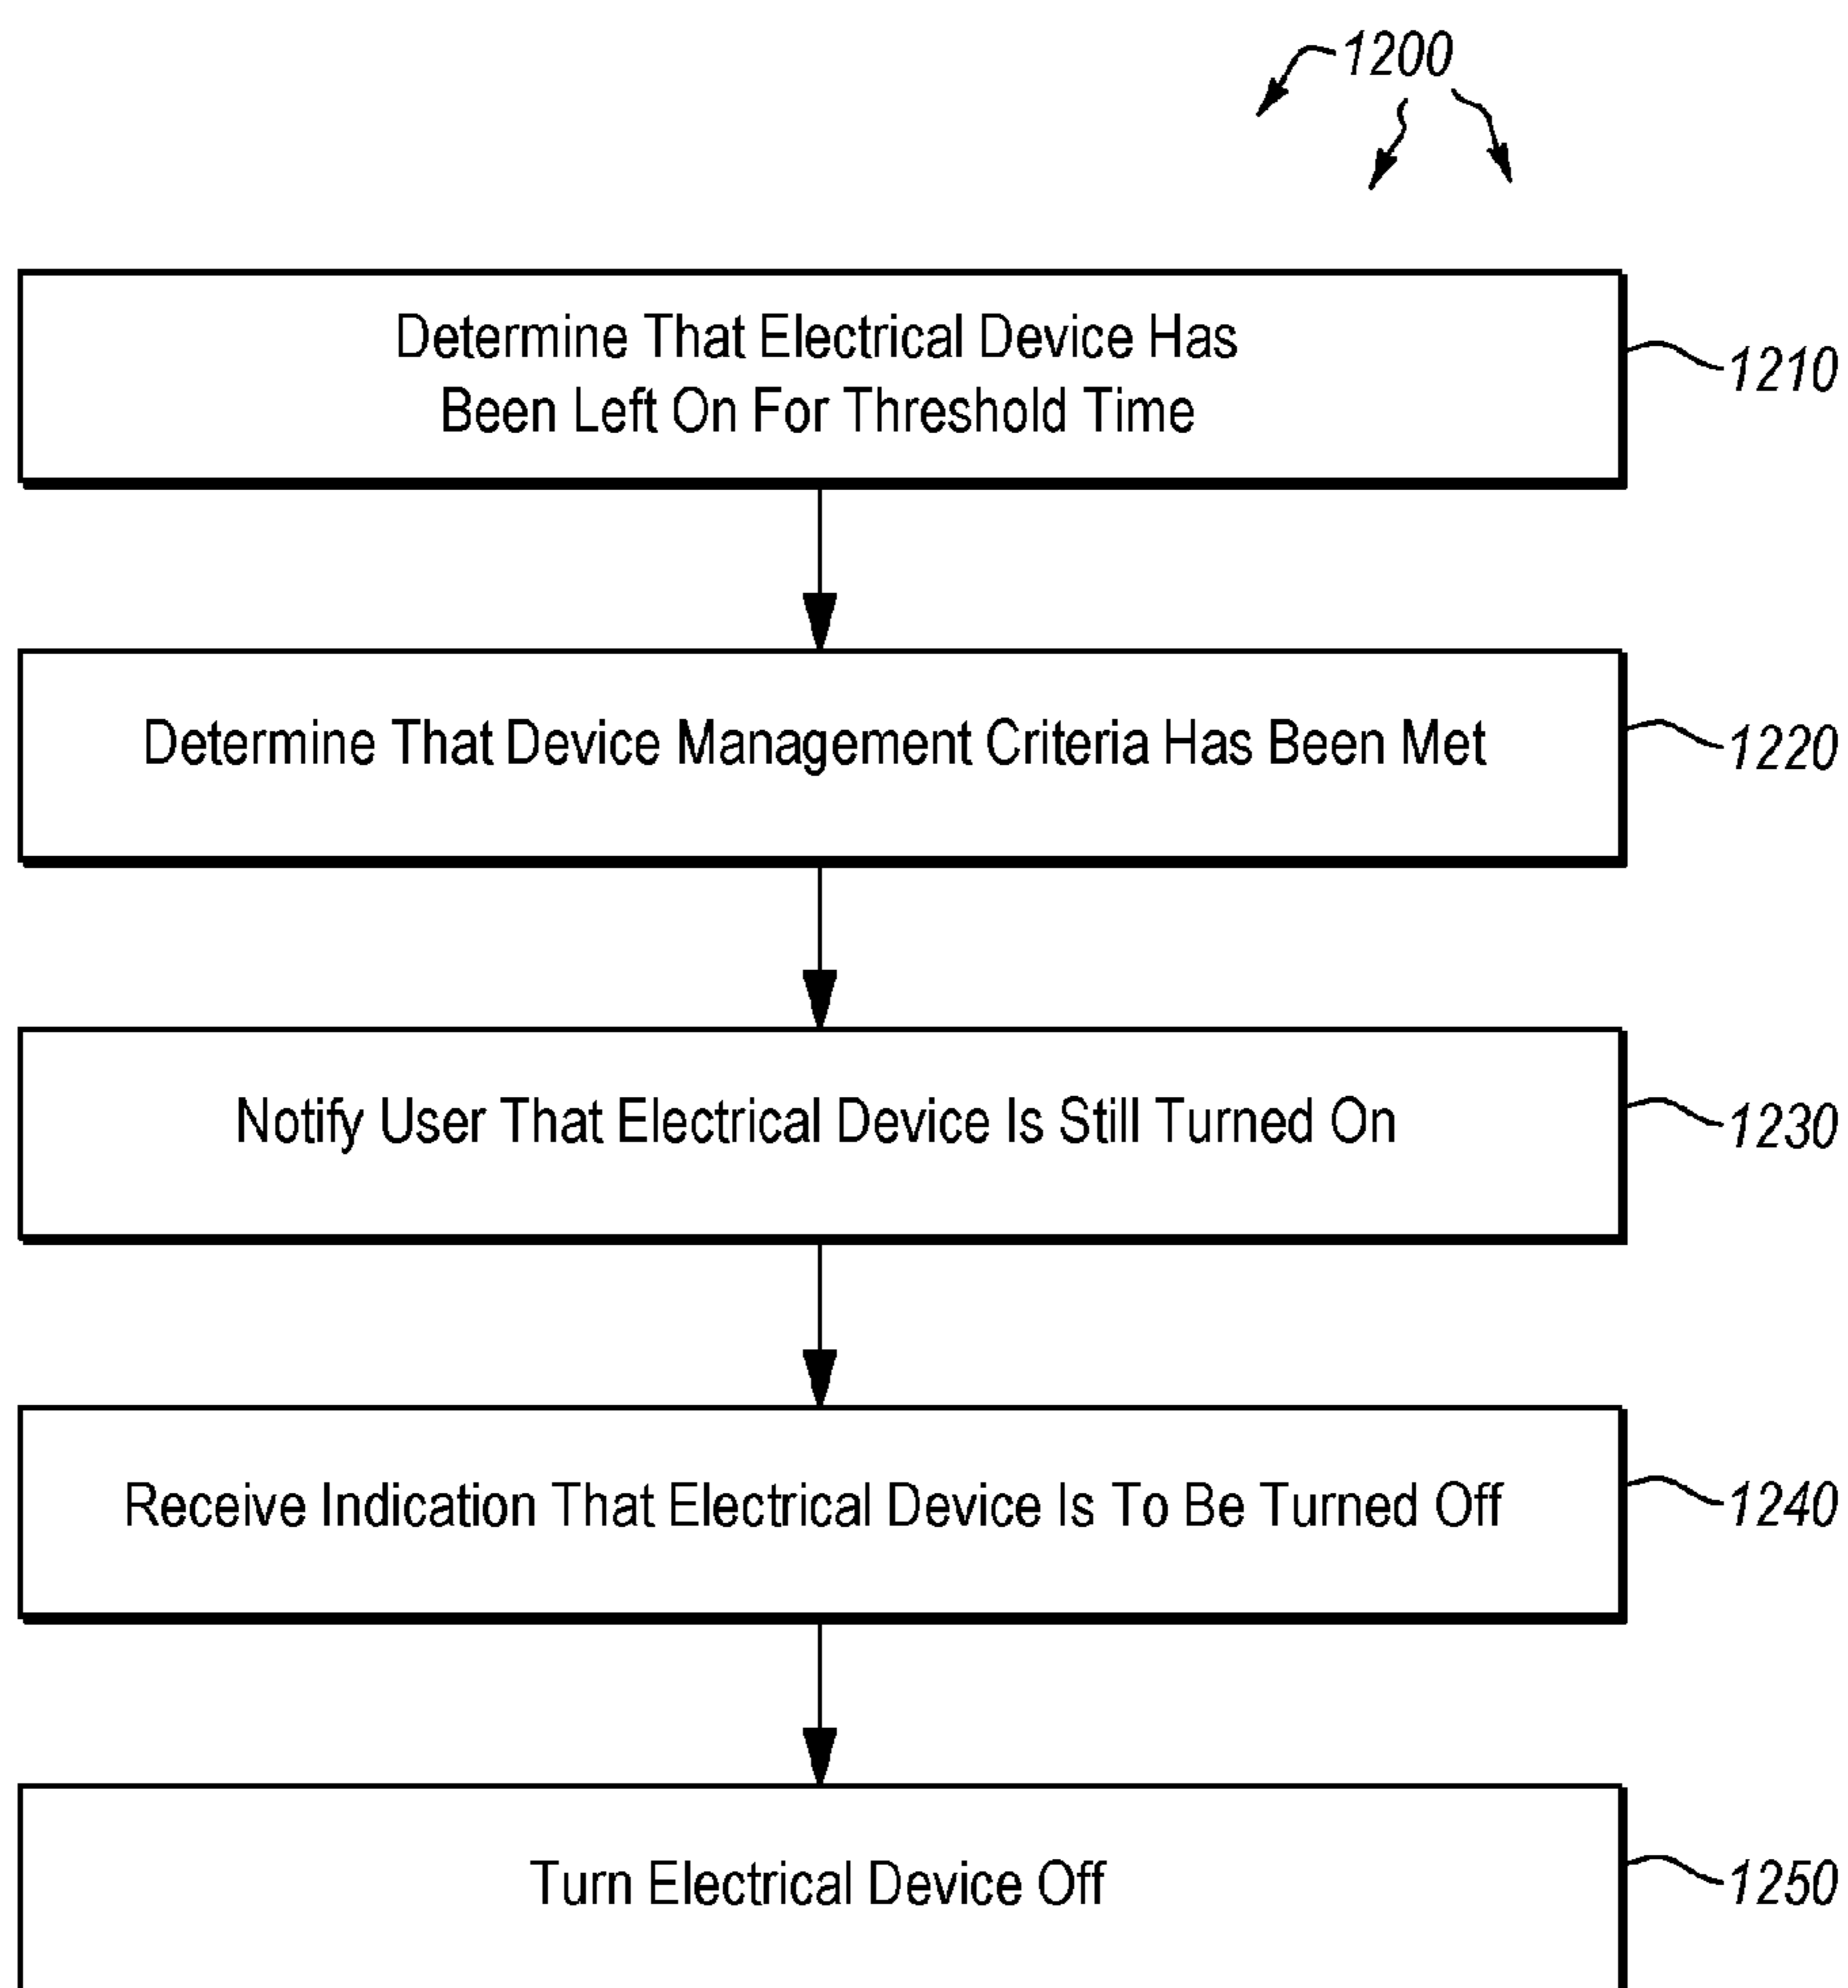 1200
Determine That Electrical Device Has
Been Left On For Threshold Time
1210
Determine That Device Management Criteria Has Been Met
1220
Notify User That Electrical Device Is Still Turned On
1230
Receive Indication That Electrical Device Is To Be Turned Off
1240
Turn Electrical Device Off
1250